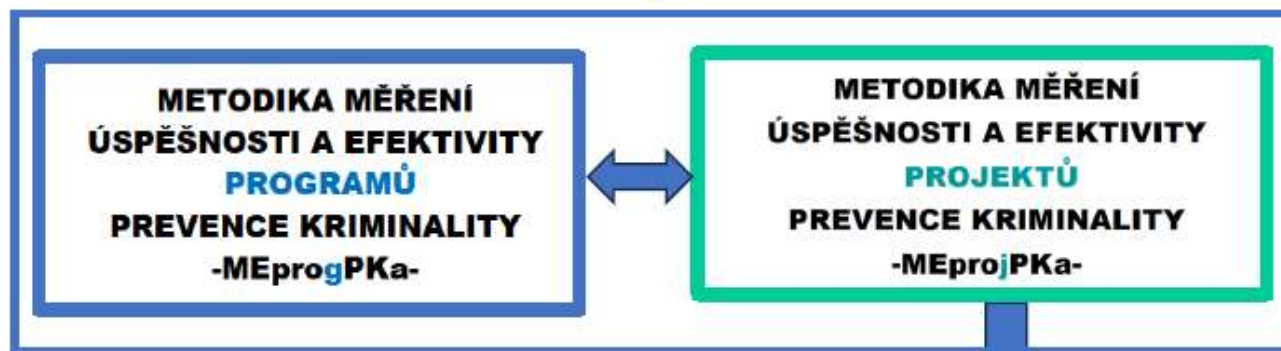 METODIKA MĚŘENÍ
ÚSPĚŠNOSTI A EFEKTIVITY
PROGRAMŮ
PREVENCE KRIMINALITY
-MEprogPKa-
METODIKA MĚŘENÍ
ÚSPĚŠNOSTI A EFEKTIVITY
PROJEKTŮ
PREVENCE KRIMINALITY
-MEprojPKa-